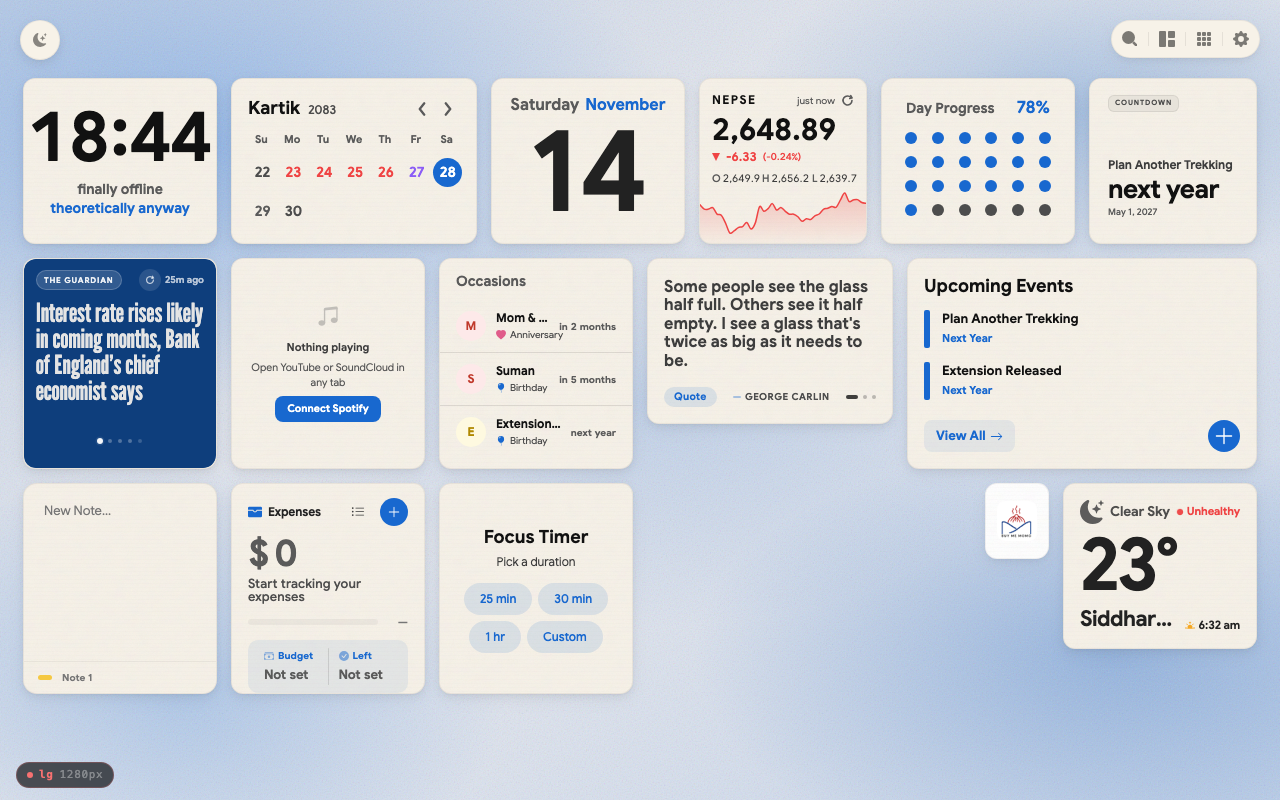 18:44
finally offline
theoretically anyway
Kartik 2083
Su Mo Tu We Th Fr Sa
22 23 24 25 26 27 28
29 30
Saturday November
14
NEPSE just now
2,648.89
▼ -6.33 (-0.24%)
O 2,649.9 H 2,656.2 L 2,639.7
Day Progress 78%
COUNTDOWN
Plan Another Trekking
next year
May 1, 2027
THE GUARDIAN 25m ago
Interest rate rises likely
in coming months, Bank
of England's chief
economist says
Nothing playing
Open YouTube or SoundCloud in
any tab
Connect Spotify
Occasions
M Mom & ... in 2 months
Anniversary
S Suman in 5 months
Birthday
E Extension... next year
Birthday
Some people see the glass
half full. Others see it half
empty. I see a glass that's
twice as big as it needs to
be.
Quote — GEORGE CARLIN
Upcoming Events
Plan Another Trekking
Next Year
Extension Released
Next Year
View All →
New Note...
Note 1
Expenses
$ 0
Start tracking your
expenses
–
Budget Left
Not set Not set
Focus Timer
Pick a duration
25 min 30 min
1 hr Custom
BUY ME MOMO
Clear Sky Unhealthy
23°
Siddhar... 6:32 am
lg 1280px